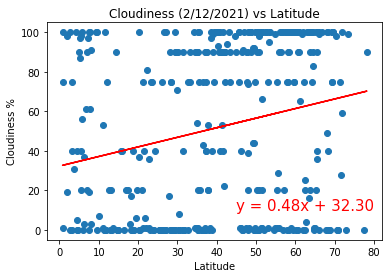 Cloudiness (2/12/2021) vs Latitude
100
80
60
40
20
0
Cloudiness %
y = 0.48x + 32.30
0 10 20 30 40 50 60 70 80
Latitude